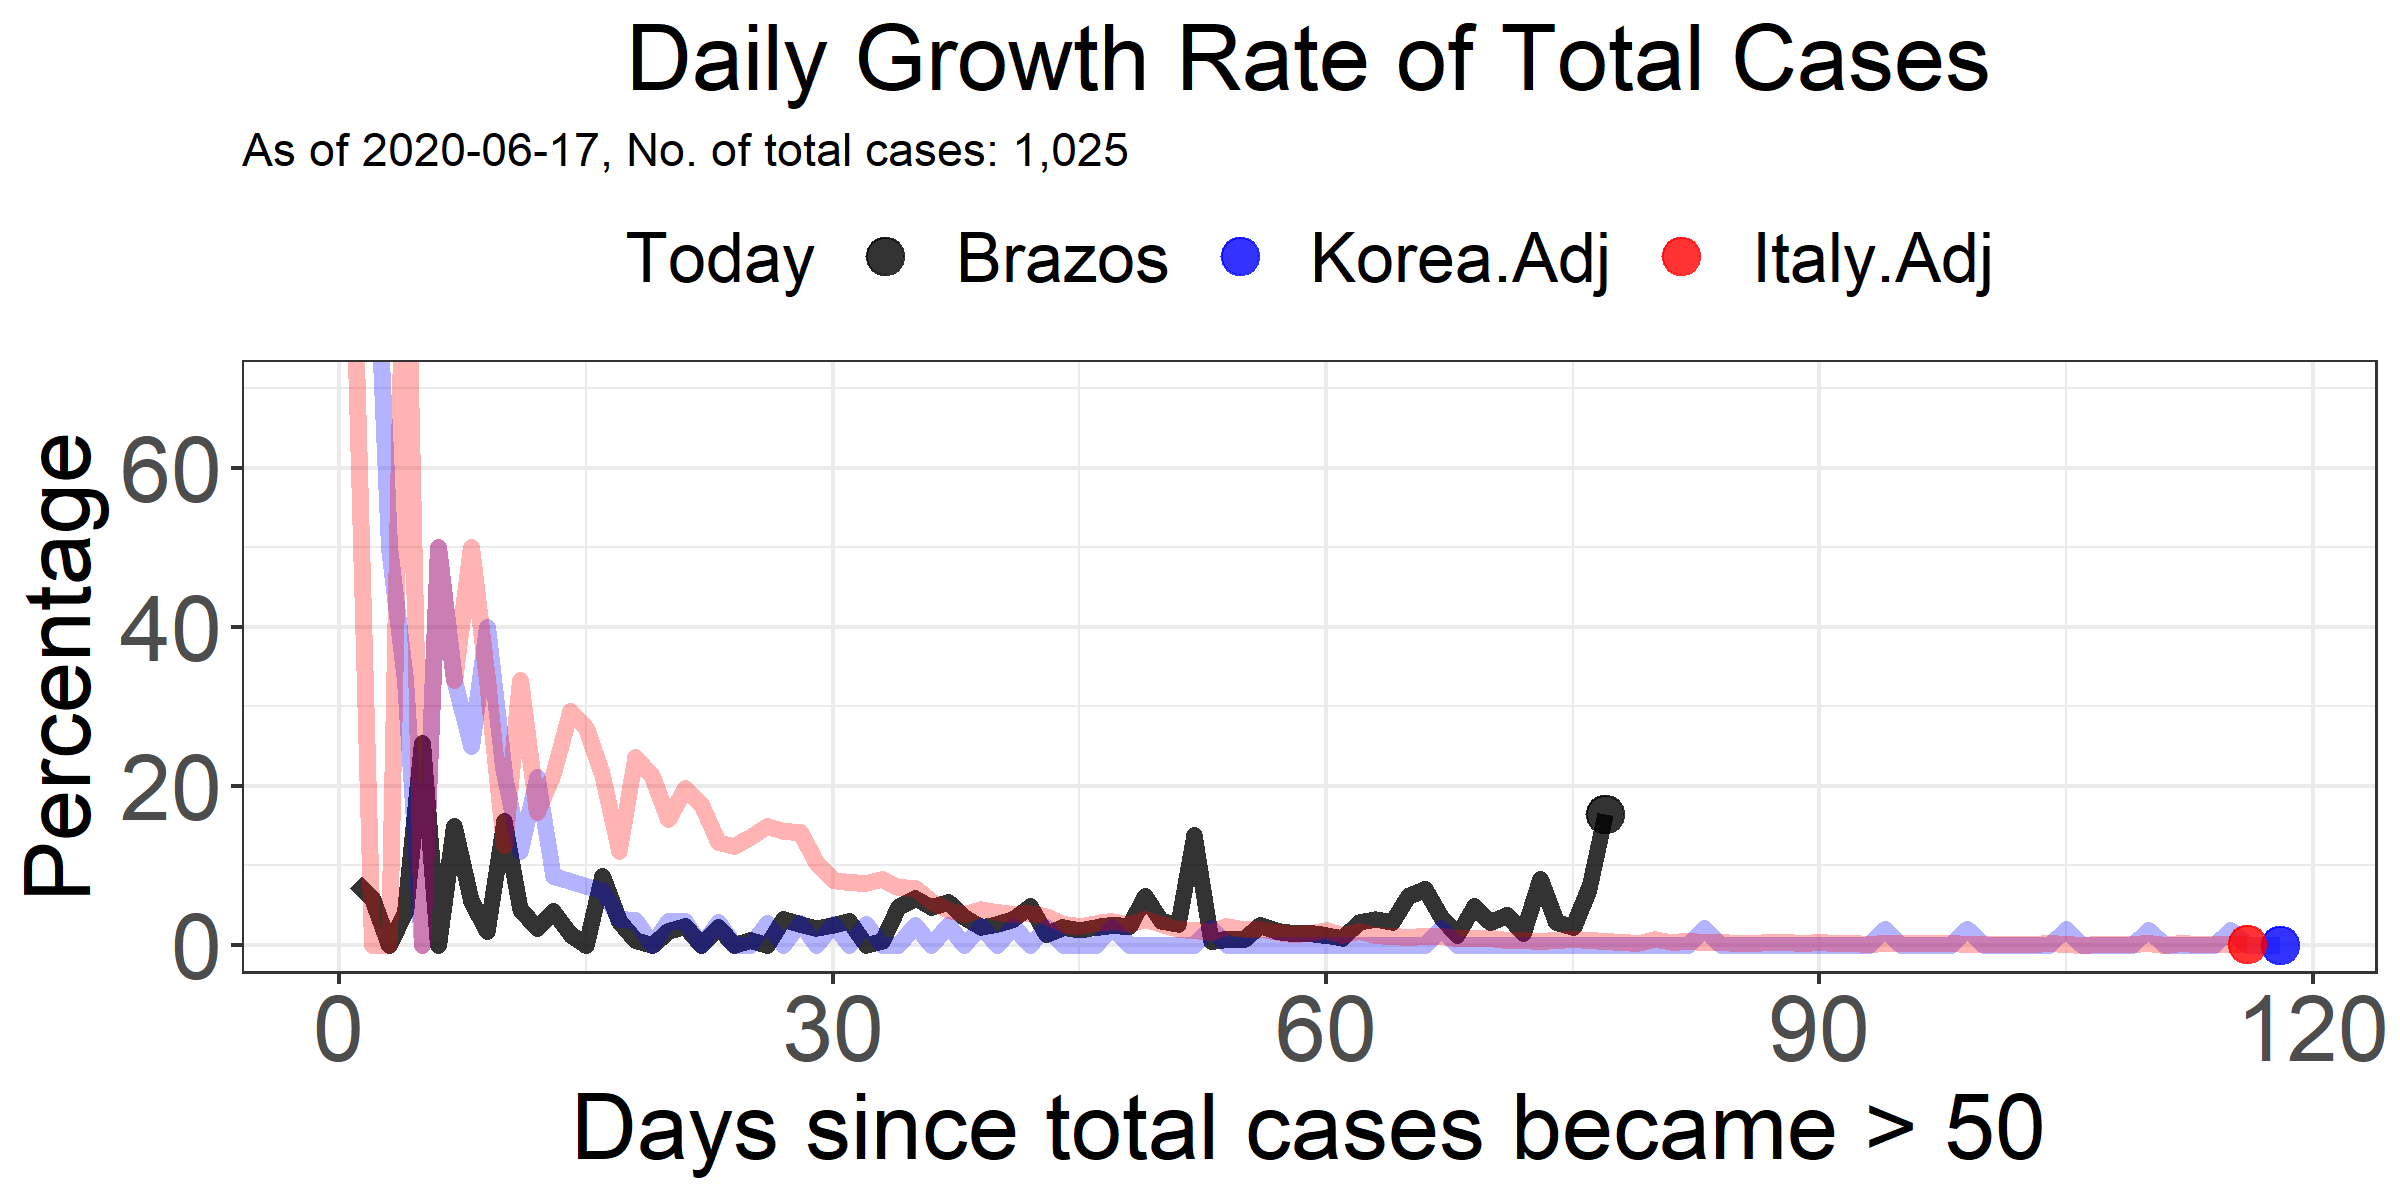 Daily Growth Rate of Total Cases
As of 2020-06-17, No. of total cases: 1,025
Today Brazos Korea.Adj Italy.Adj
Percentage
60
40
20
0
0 30 60 90 120
Days since total cases became > 50